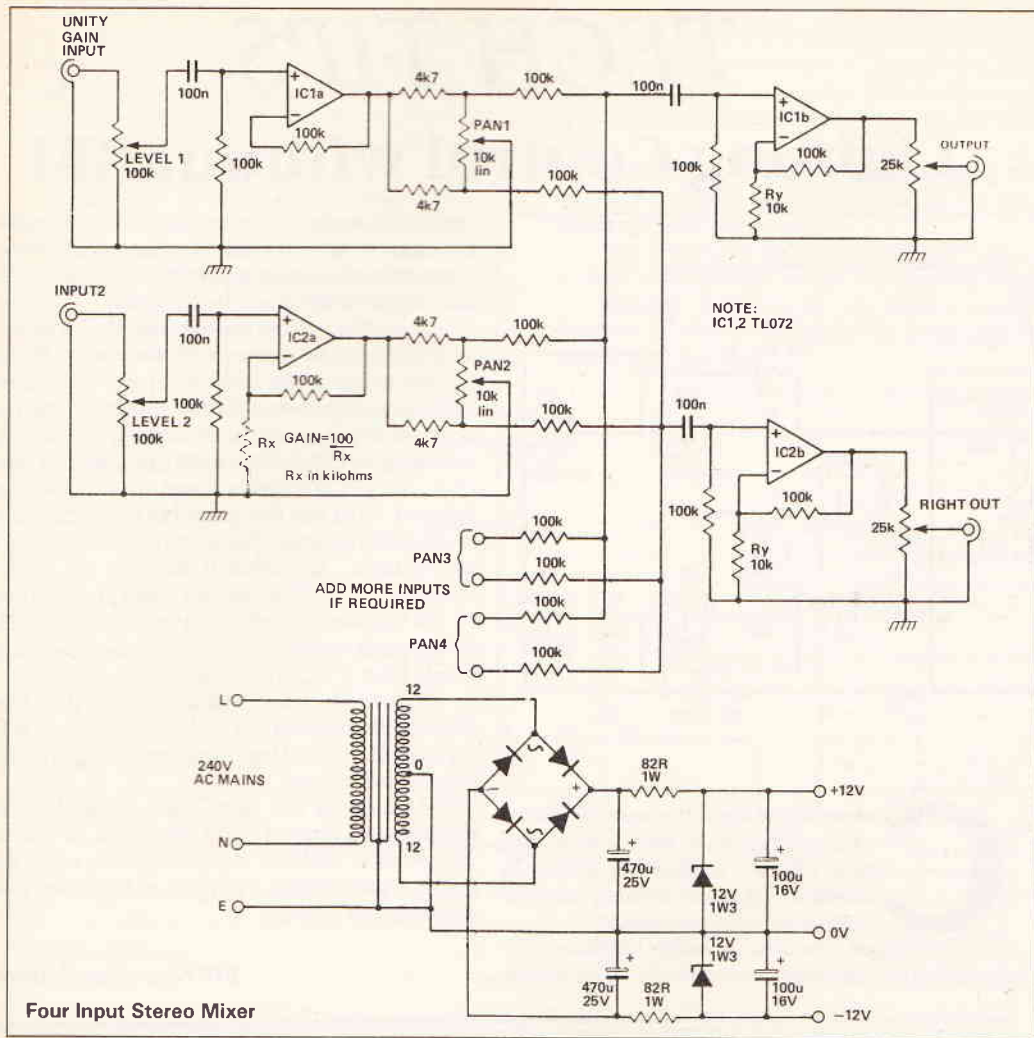 UNITY
GAIN
INPUT
100n
LEVEL 1
100k
100k
+
IC1a
−
100k
4k7
100k
PAN1
10k
lin
4k7
100k
100n
100k
+
IC1b
−
100k
Ry
10k
25k
OUTPUT
INPUT2
100n
LEVEL 2
100k
100k
+
IC2a
−
100k
Rx GAIN=100
Rx
Rx in kilohms
4k7
100k
PAN2
10k
lin
4k7
100k
NOTE:
IC1,2 TL072
100n
100k
+
IC2b
−
100k
Ry
10k
25k
RIGHT OUT
PAN3
100k
100k
ADD MORE INPUTS
IF REQUIRED
PAN4
100k
100k
L
240V
AC MAINS
N
E
12
0
12
−
+
82R
1W
+12V
+
470u
25V
12V
1W3
+
100u
16V
0V
+
470u
25V
12V
1W3
+
100u
16V
82R
1W
−12V
Four Input Stereo Mixer